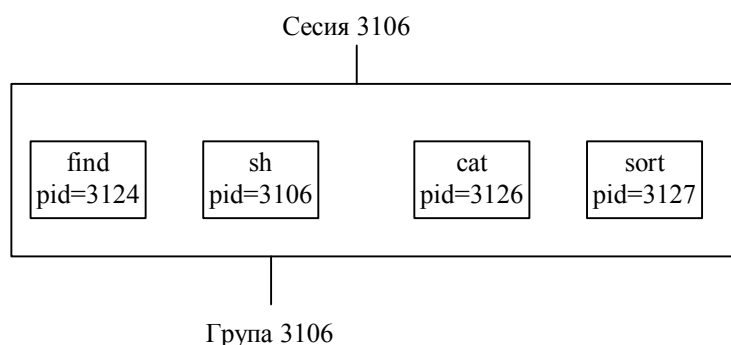 Сесия 3106
find
pid=3124
sh
pid=3106
cat
pid=3126
sort
pid=3127
Група 3106